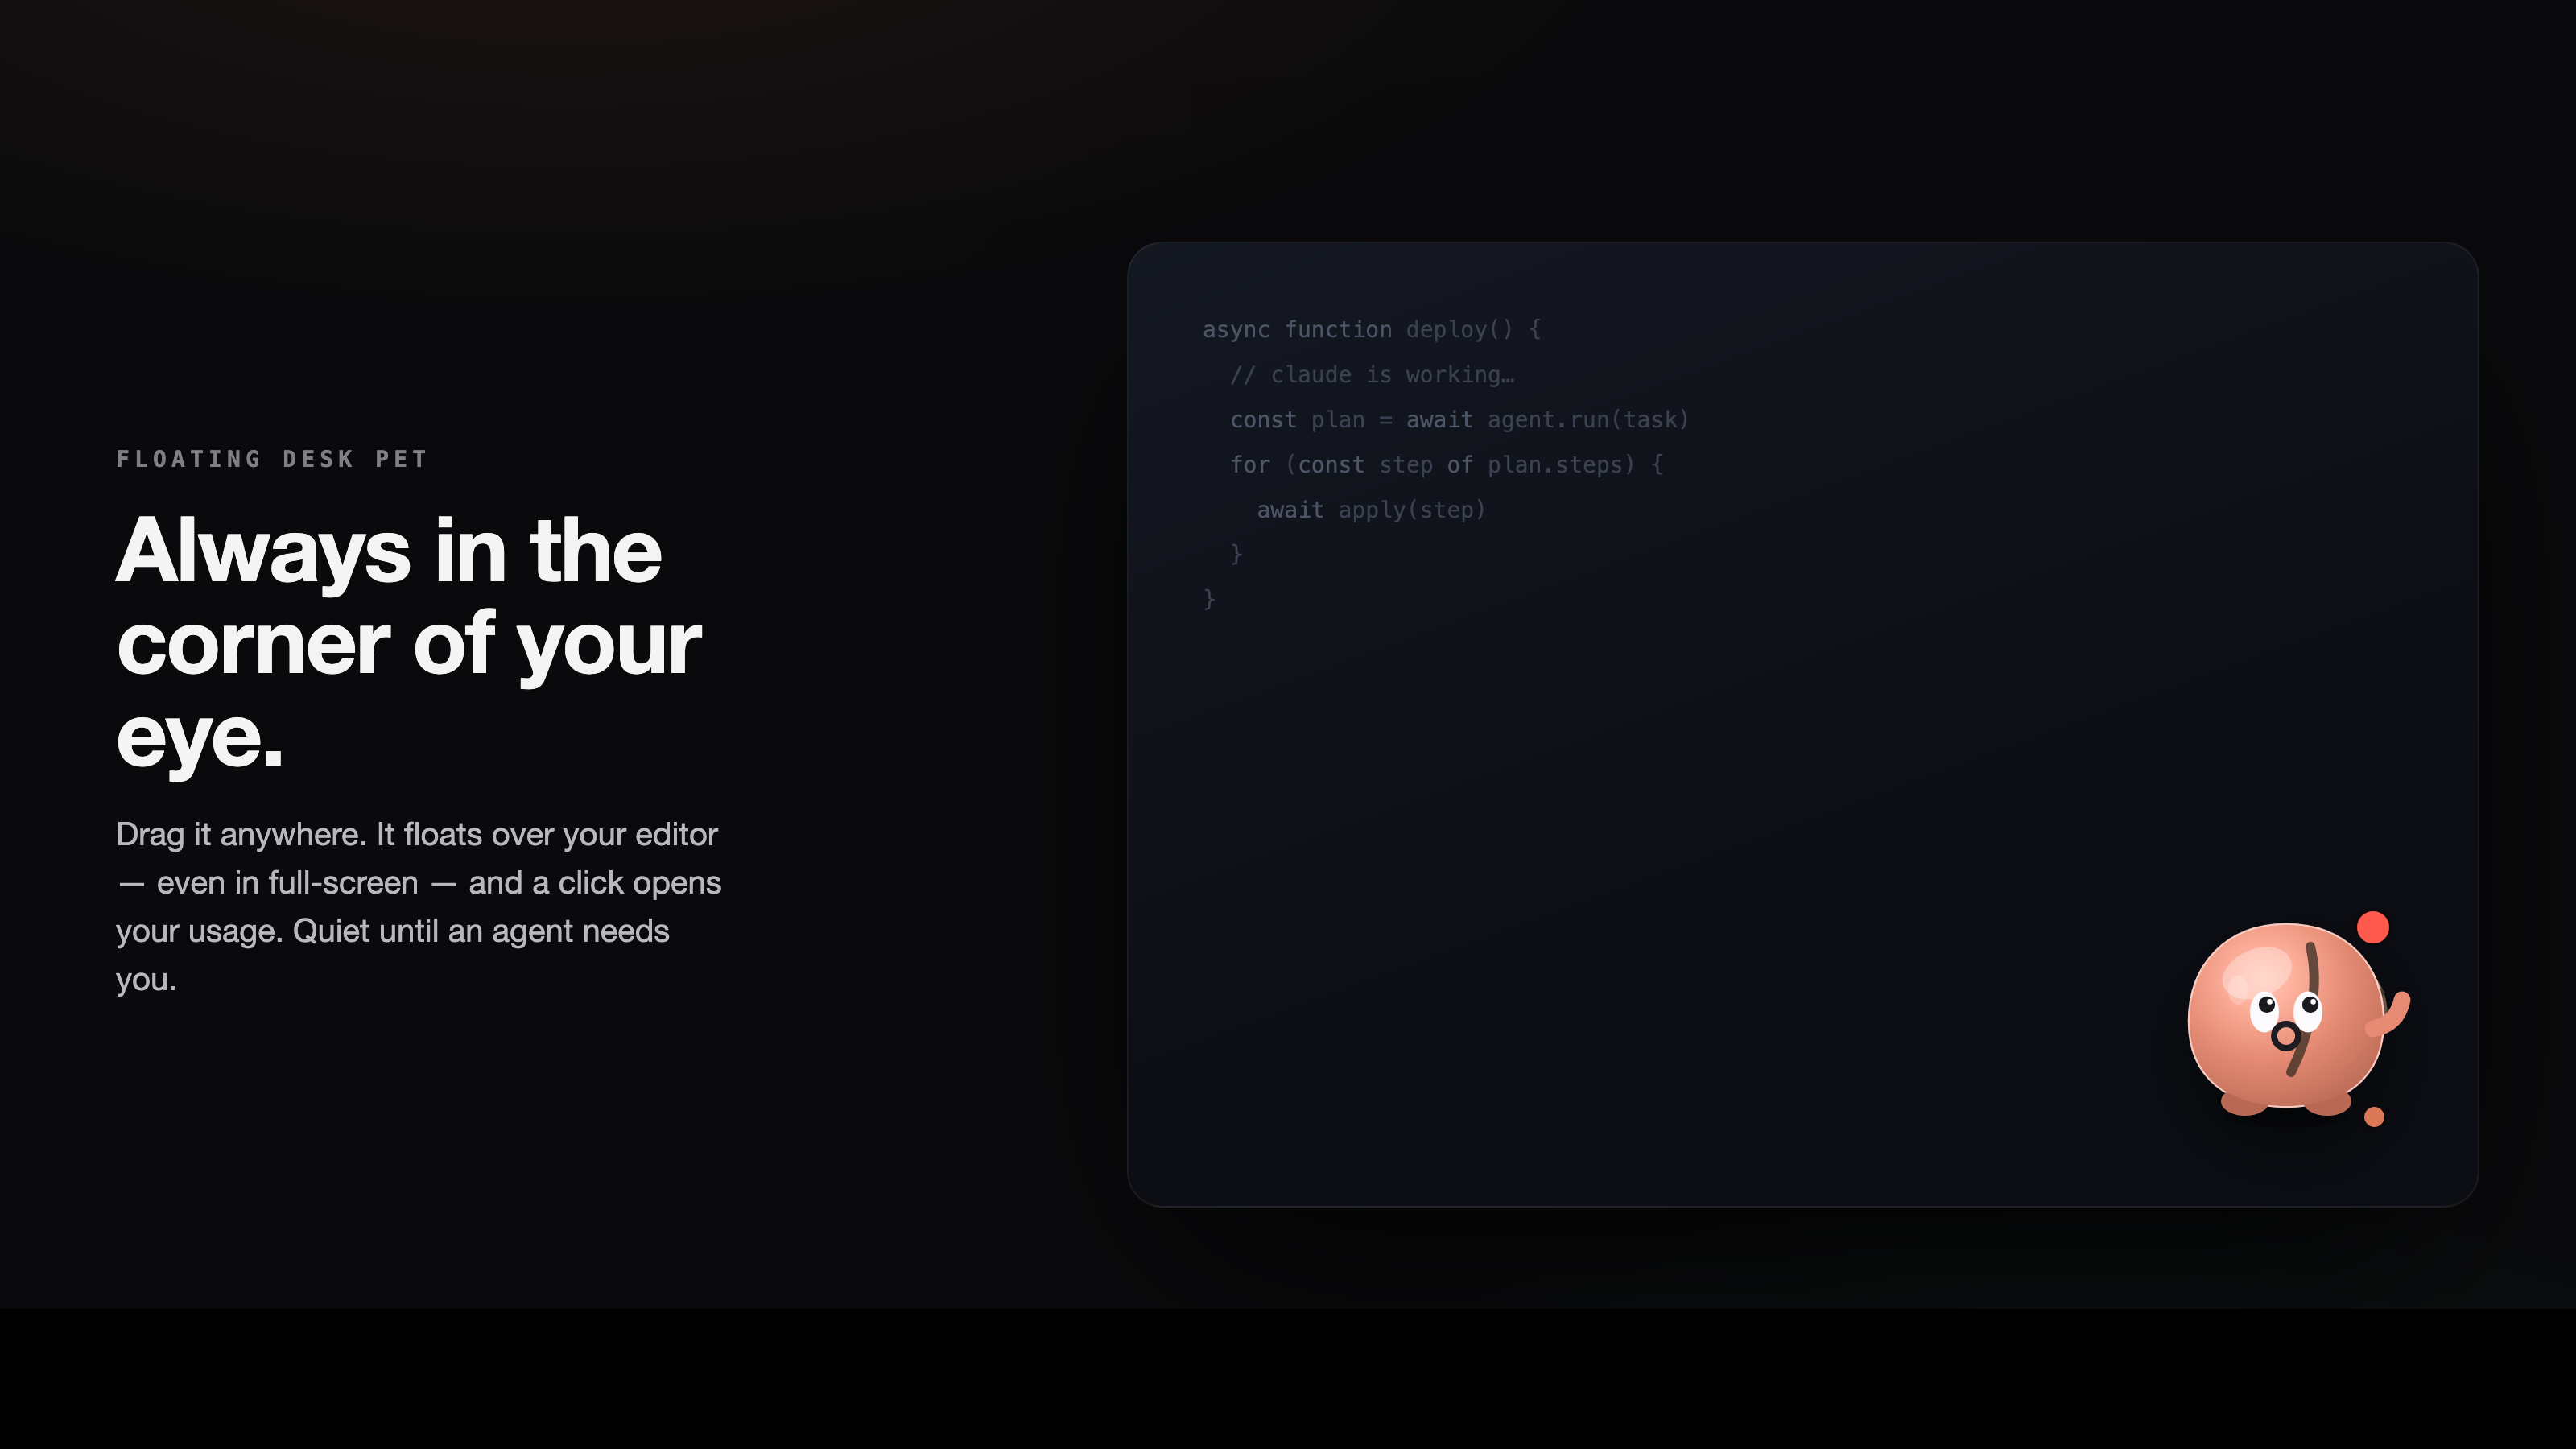 FLOATING DESK PET
Always in the
corner of your
eye.
Drag it anywhere. It floats over your editor
— even in full-screen — and a click opens
your usage. Quiet until an agent needs
you.
async function deploy() {
  // claude is working…
  const plan = await agent.run(task)
  for (const step of plan.steps) {
    await apply(step)
  }
}